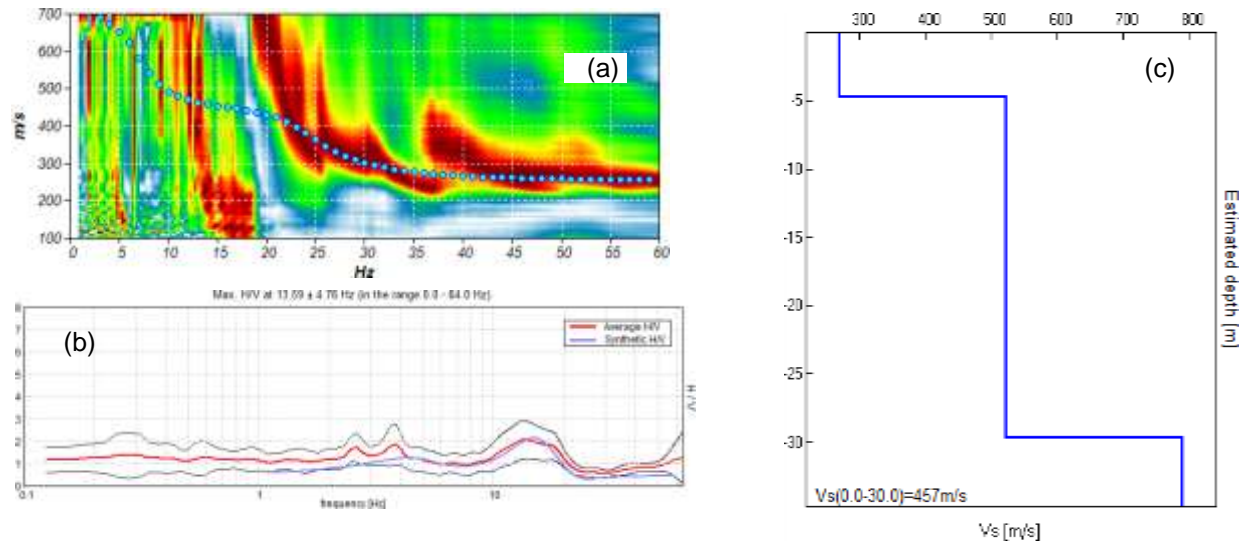 700
600
500
400
300
200
100
m/s
(a)
0 5 10 15 20 25 30 35 40 45 50 55 60
Hz
Max. H/V at 13.59 ± 4.76 Hz (in the range 0.0 - 64.0 Hz).
(b)
8
7
6
5
4
3
2
1
0
Average H/V
Synthetic H/V
H / V
0.1 1 10
frequency [Hz]
300 400 500 600 700 800
(c)
-5
-10
-15
-20
-25
-30
Estimated depth [m]
Vs(0.0-30.0)=457m/s
Vs [m/s]